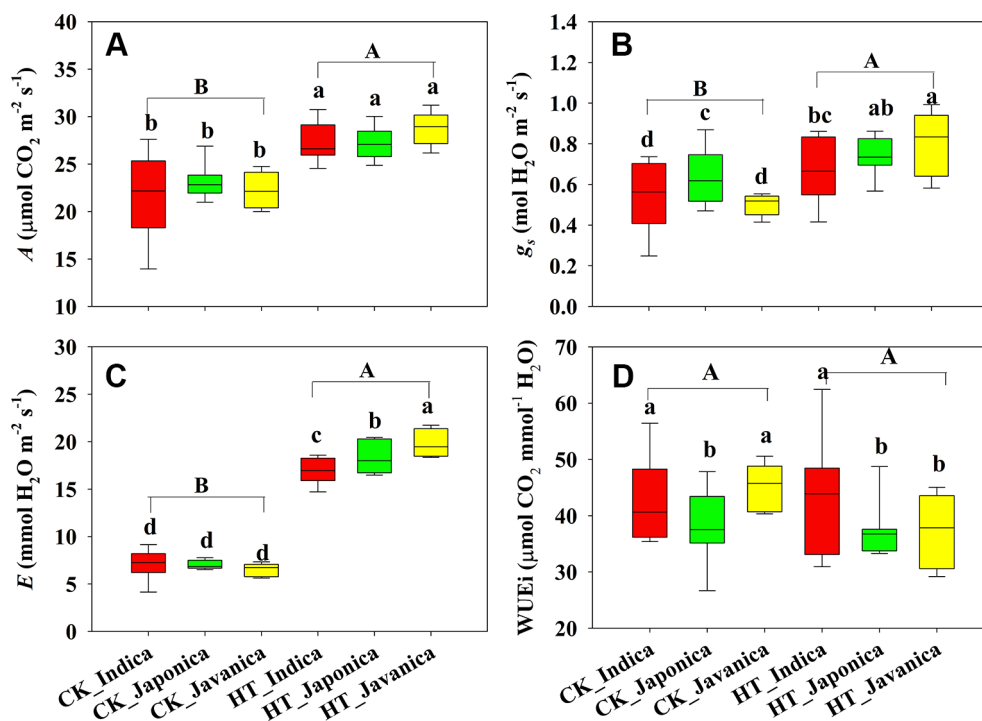 A
A (μmol CO₂ m⁻² s⁻¹)
40
35
30
25
20
15
10
B
A
b
b
b
a
a
a
B
gₛ (mol H₂O m⁻² s⁻¹)
1.4
1.2
1.0
0.8
0.6
0.4
0.2
0.0
B
A
d
c
d
bc
ab
a
C
E (mmol H₂O m⁻² s⁻¹)
30
25
20
15
10
5
0
B
A
d
d
d
c
b
a
CK_Indica
CK_Japonica
CK_Javanica
HT_Indica
HT_Japonica
HT_Javanica
D
WUEi (μmol CO₂ mmol⁻¹ H₂O)
70
60
50
40
30
20
A
A
a
b
a
a
b
b
CK_Indica
CK_Japonica
CK_Javanica
HT_Indica
HT_Japonica
HT_Javanica